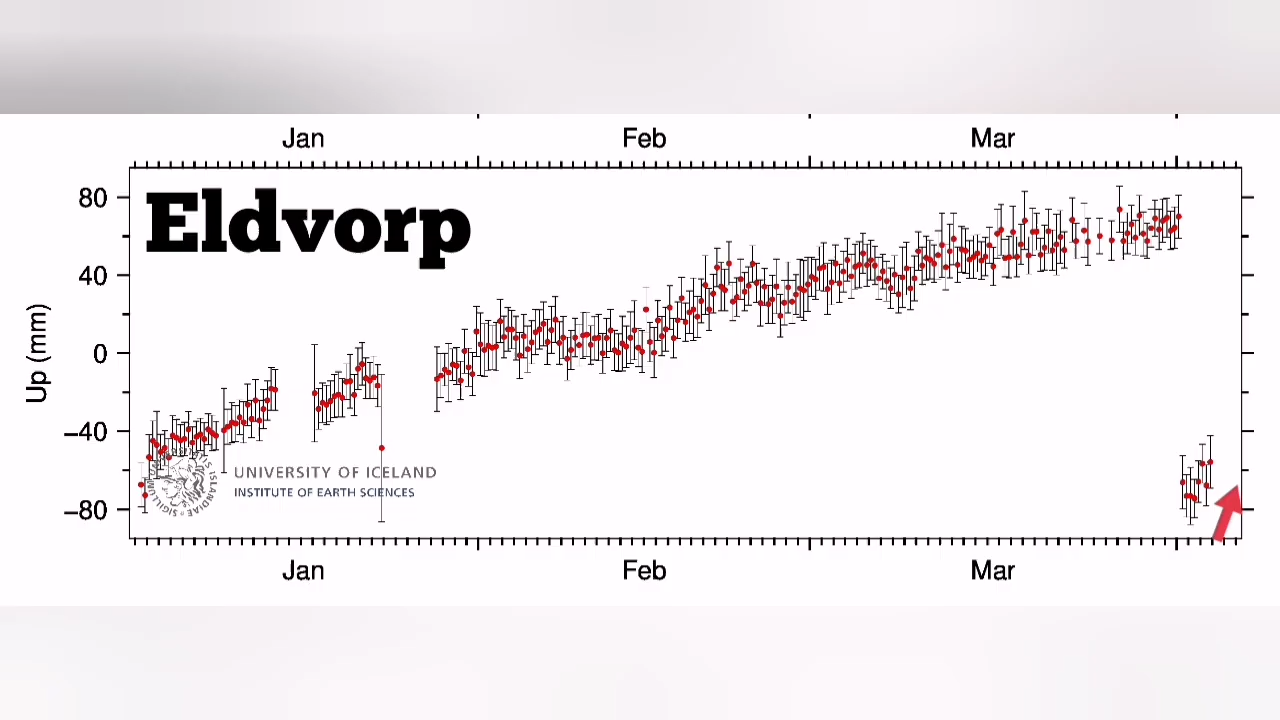 Jan Feb Mar
Eldvorp
80
40
0
−40
−80
Up (mm)
UNIVERSITY OF ICELAND
INSTITUTE OF EARTH SCIENCES
Jan Feb Mar